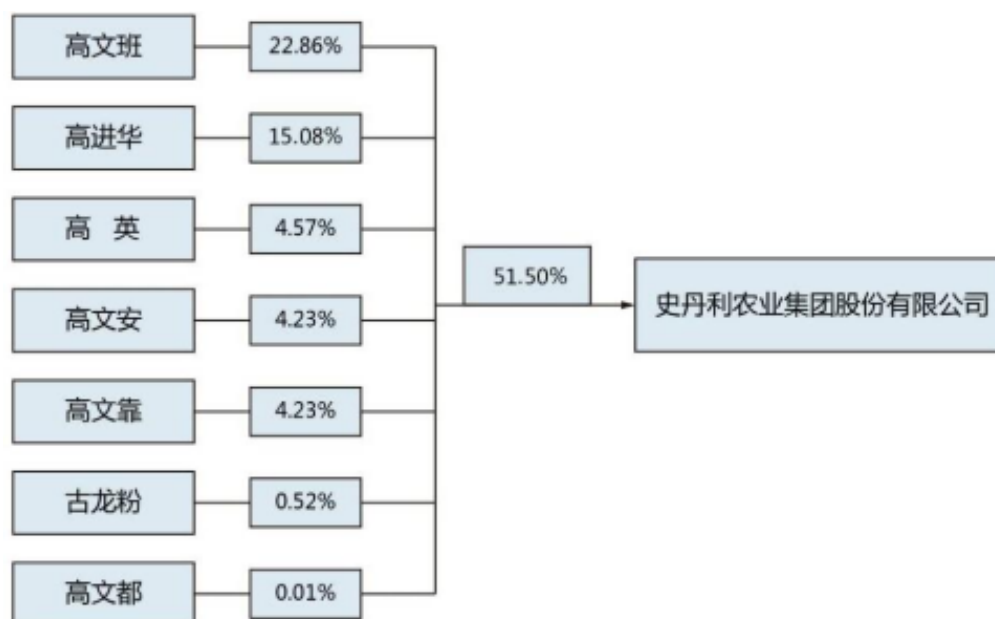 高文班 22.86%
高进华 15.08%
高 英 4.57%
51.50%
史丹利农业集团股份有限公司
高文安 4.23%
高文靠 4.23%
古龙粉 0.52%
高文都 0.01%